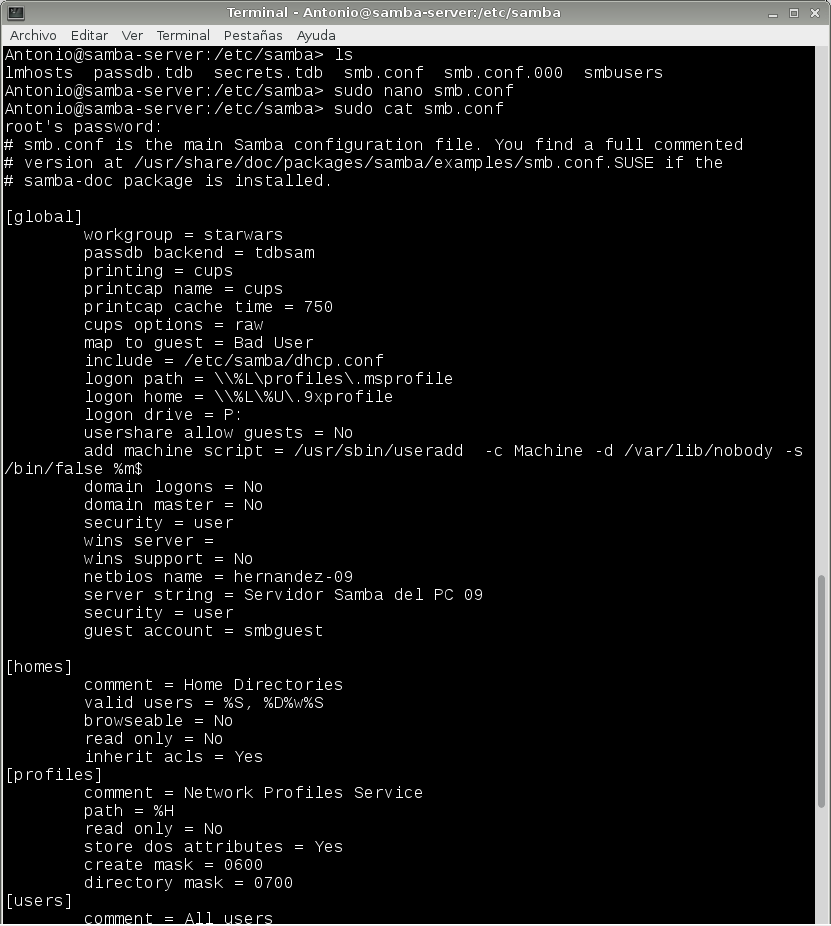 Terminal - Antonio@samba-server:/etc/samba
Archivo Editar Ver Terminal Pestañas Ayuda
Antonio@samba-server:/etc/samba> ls
lmhosts  passdb.tdb  secrets.tdb  smb.conf  smb.conf.000  smbusers
Antonio@samba-server:/etc/samba> sudo nano smb.conf
Antonio@samba-server:/etc/samba> sudo cat smb.conf
root's password:
# smb.conf is the main Samba configuration file. You find a full commented
# version at /usr/share/doc/packages/samba/examples/smb.conf.SUSE if the
# samba-doc package is installed.
[global]
        workgroup = starwars
        passdb backend = tdbsam
        printing = cups
        printcap name = cups
        printcap cache time = 750
        cups options = raw
        map to guest = Bad User
        include = /etc/samba/dhcp.conf
        logon path = \\%L\profiles\.msprofile
        logon home = \\%L\%U\.9xprofile
        logon drive = P:
        usershare allow guests = No
        add machine script = /usr/sbin/useradd  -c Machine -d /var/lib/nobody -s
/bin/false %m$
        domain logons = No
        domain master = No
        security = user
        wins server =
        wins support = No
        netbios name = hernandez-09
        server string = Servidor Samba del PC 09
        security = user
        guest account = smbguest
[homes]
        comment = Home Directories
        valid users = %S, %D%w%S
        browseable = No
        read only = No
        inherit acls = Yes
[profiles]
        comment = Network Profiles Service
        path = %H
        read only = No
        store dos attributes = Yes
        create mask = 0600
        directory mask = 0700
[users]
        comment = All users